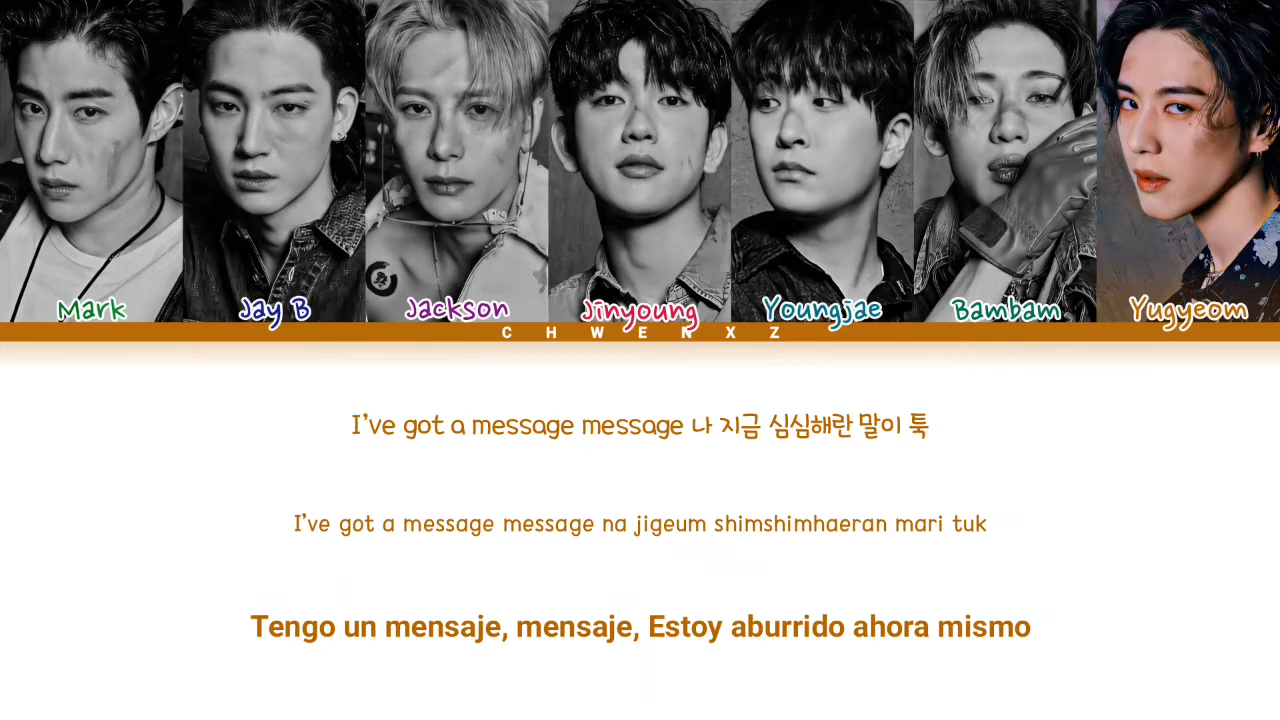 Mark Jay B Jackson Jinyoung Youngjae Bambam Yugyeom
CHWENXZ
I've got a message message 나 지금 심심해란 말이 툭
I've got a message message na jigeum shimshimhaeran mari tuk
Tengo un mensaje, mensaje, Estoy aburrido ahora mismo